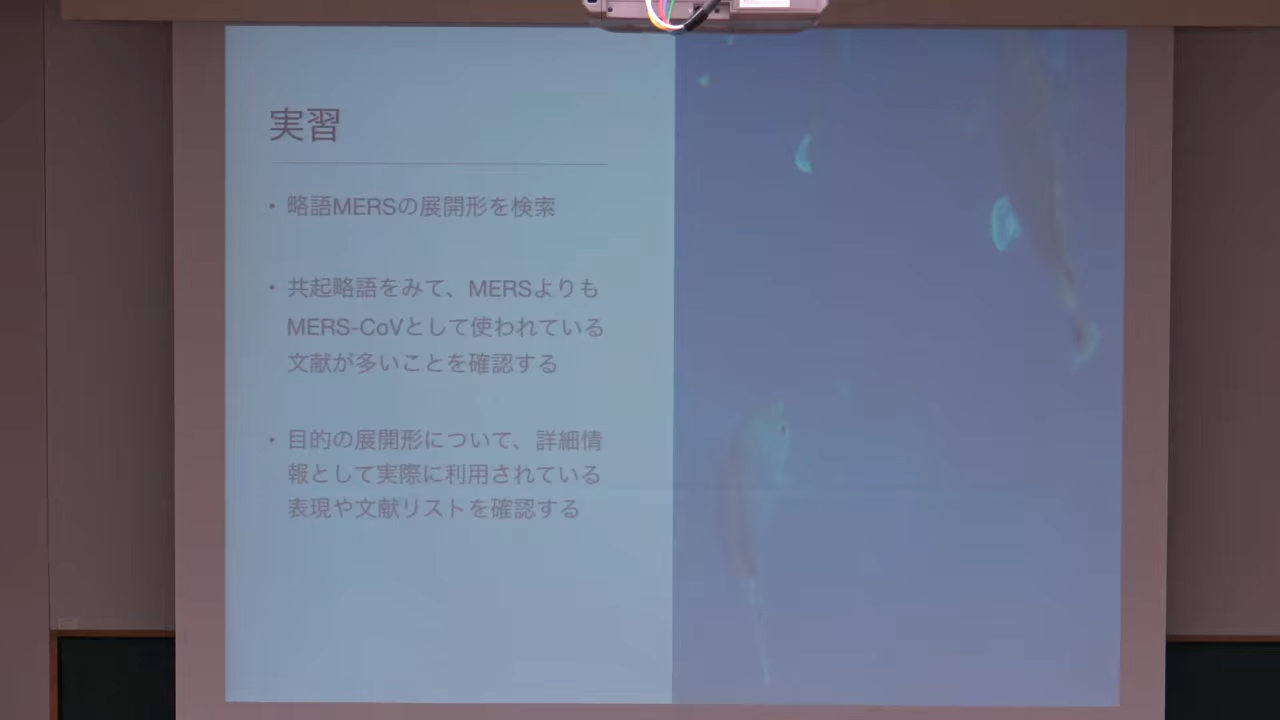 実習
• 略語MERSの展開形を検索
• 共起略語をみて、MERSよりも
MERS-CoVとして使われている
文献が多いことを確認する
• 目的の展開形について、詳細情
報として実際に利用されている
表現や文献リストを確認する